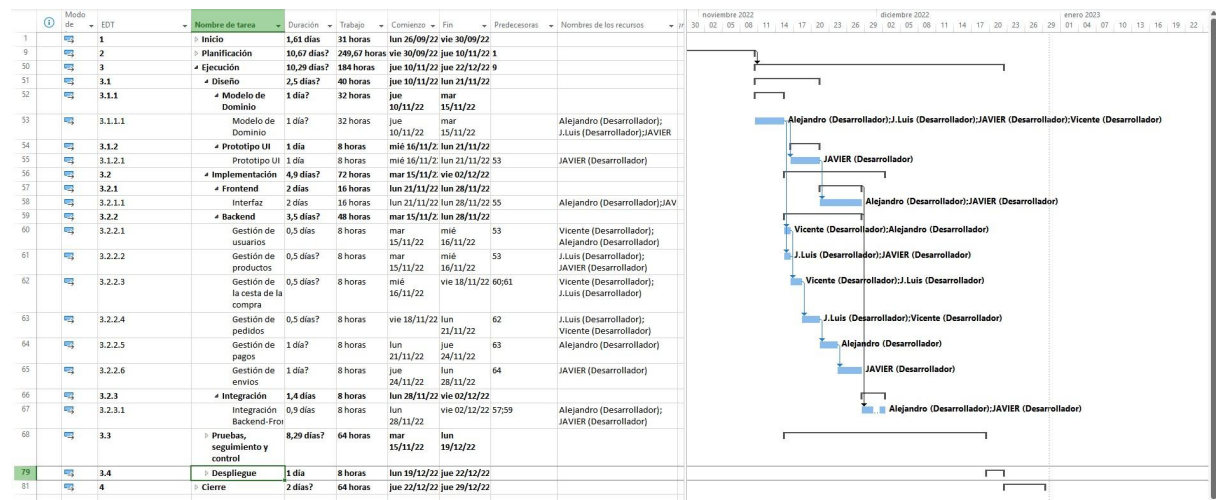 Modo de EDT Nombre de tarea Duración Trabajo Comienzo Fin Predecesoras Nombres de los recursos
noviembre 2022 diciembre 2022 enero 2023
30 02 05 08 11 14 17 20 23 26 29 02 05 08 11 14 17 20 23 26 29 01 04 07 10 13 16 19 22
1 1 Inicio 1,61 días 31 horas lun 26/09/22 vie 30/09/22
9 2 Planificación 10,67 días? 249,67 horas vie 30/09/22 jue 10/11/22 1
50 3 Ejecución 10,29 días? 184 horas jue 10/11/22 jue 22/12/22 9
51 3.1 Diseño 2,5 días? 40 horas jue 10/11/22 lun 21/11/22
52 3.1.1 Modelo de 1 día? 32 horas jue mar
Dominio 10/11/22 15/11/22
53 3.1.1.1 Modelo de 1 día? 32 horas jue mar Alejandro (Desarrollador); Alejandro (Desarrollador);J.Luis (Desarrollador);JAVIER (Desarrollador);Vicente (Desarrollador)
Dominio 10/11/22 15/11/22 J.Luis (Desarrollador);JAVIER
54 3.1.2 Prototipo UI 1 día 8 horas mié 16/11/2 lun 21/11/22
55 3.1.2.1 Prototipo UI 1 día 8 horas mié 16/11/2 lun 21/11/22 53 JAVIER (Desarrollador) JAVIER (Desarrollador)
56 3.2 Implementación 4,9 días? 72 horas mar 15/11/2 vie 02/12/22
57 3.2.1 Frontend 2 días 16 horas lun 21/11/22 lun 28/11/22
58 3.2.1.1 Interfaz 2 días 16 horas lun 21/11/22 lun 28/11/22 55 Alejandro (Desarrollador);JAV Alejandro (Desarrollador);JAVIER (Desarrollador)
59 3.2.2 Backend 3,5 días? 48 horas mar 15/11/2 lun 28/11/22
60 3.2.2.1 Gestión de 0,5 días? 8 horas mar mié 53 Vicente (Desarrollador); Vicente (Desarrollador);Alejandro (Desarrollador)
usuarios 15/11/22 16/11/22 Alejandro (Desarrollador)
61 3.2.2.2 Gestión de 0,5 días? 8 horas mar mié 53 J.Luis (Desarrollador); J.Luis (Desarrollador);JAVIER (Desarrollador)
productos 15/11/22 16/11/22 JAVIER (Desarrollador)
62 3.2.2.3 Gestión de 0,5 días? 8 horas mié vie 18/11/22 60;61 Vicente (Desarrollador); Vicente (Desarrollador);J.Luis (Desarrollador)
la cesta de la 16/11/22 J.Luis (Desarrollador)
compra
63 3.2.2.4 Gestión de 0,5 días? 8 horas vie 18/11/22 lun 62 J.Luis (Desarrollador); J.Luis (Desarrollador);Vicente (Desarrollador)
pedidos 21/11/22 Vicente (Desarrollador)
64 3.2.2.5 Gestión de 1 día? 8 horas lun jue 63 Alejandro (Desarrollador) Alejandro (Desarrollador)
pagos 21/11/22 24/11/22
65 3.2.2.6 Gestión de 1 día? 8 horas jue lun 64 JAVIER (Desarrollador) JAVIER (Desarrollador)
envios 24/11/22 28/11/22
66 3.2.3 Integración 1,4 días 8 horas lun 28/11/22 vie 02/12/22
67 3.2.3.1 Integración 0,9 días 8 horas lun vie 02/12/22 57;59 Alejandro (Desarrollador); Alejandro (Desarrollador);JAVIER (Desarrollador)
Backend-Fror 28/11/22 JAVIER (Desarrollador)
68 3.3 Pruebas, 8,29 días? 64 horas mar lun
seguimiento y 15/11/22 19/12/22
control
79 3.4 Despliegue 1 día 8 horas lun 19/12/22 jue 22/12/22
81 4 Cierre 2 días? 64 horas jue 22/12/22 jue 29/12/22